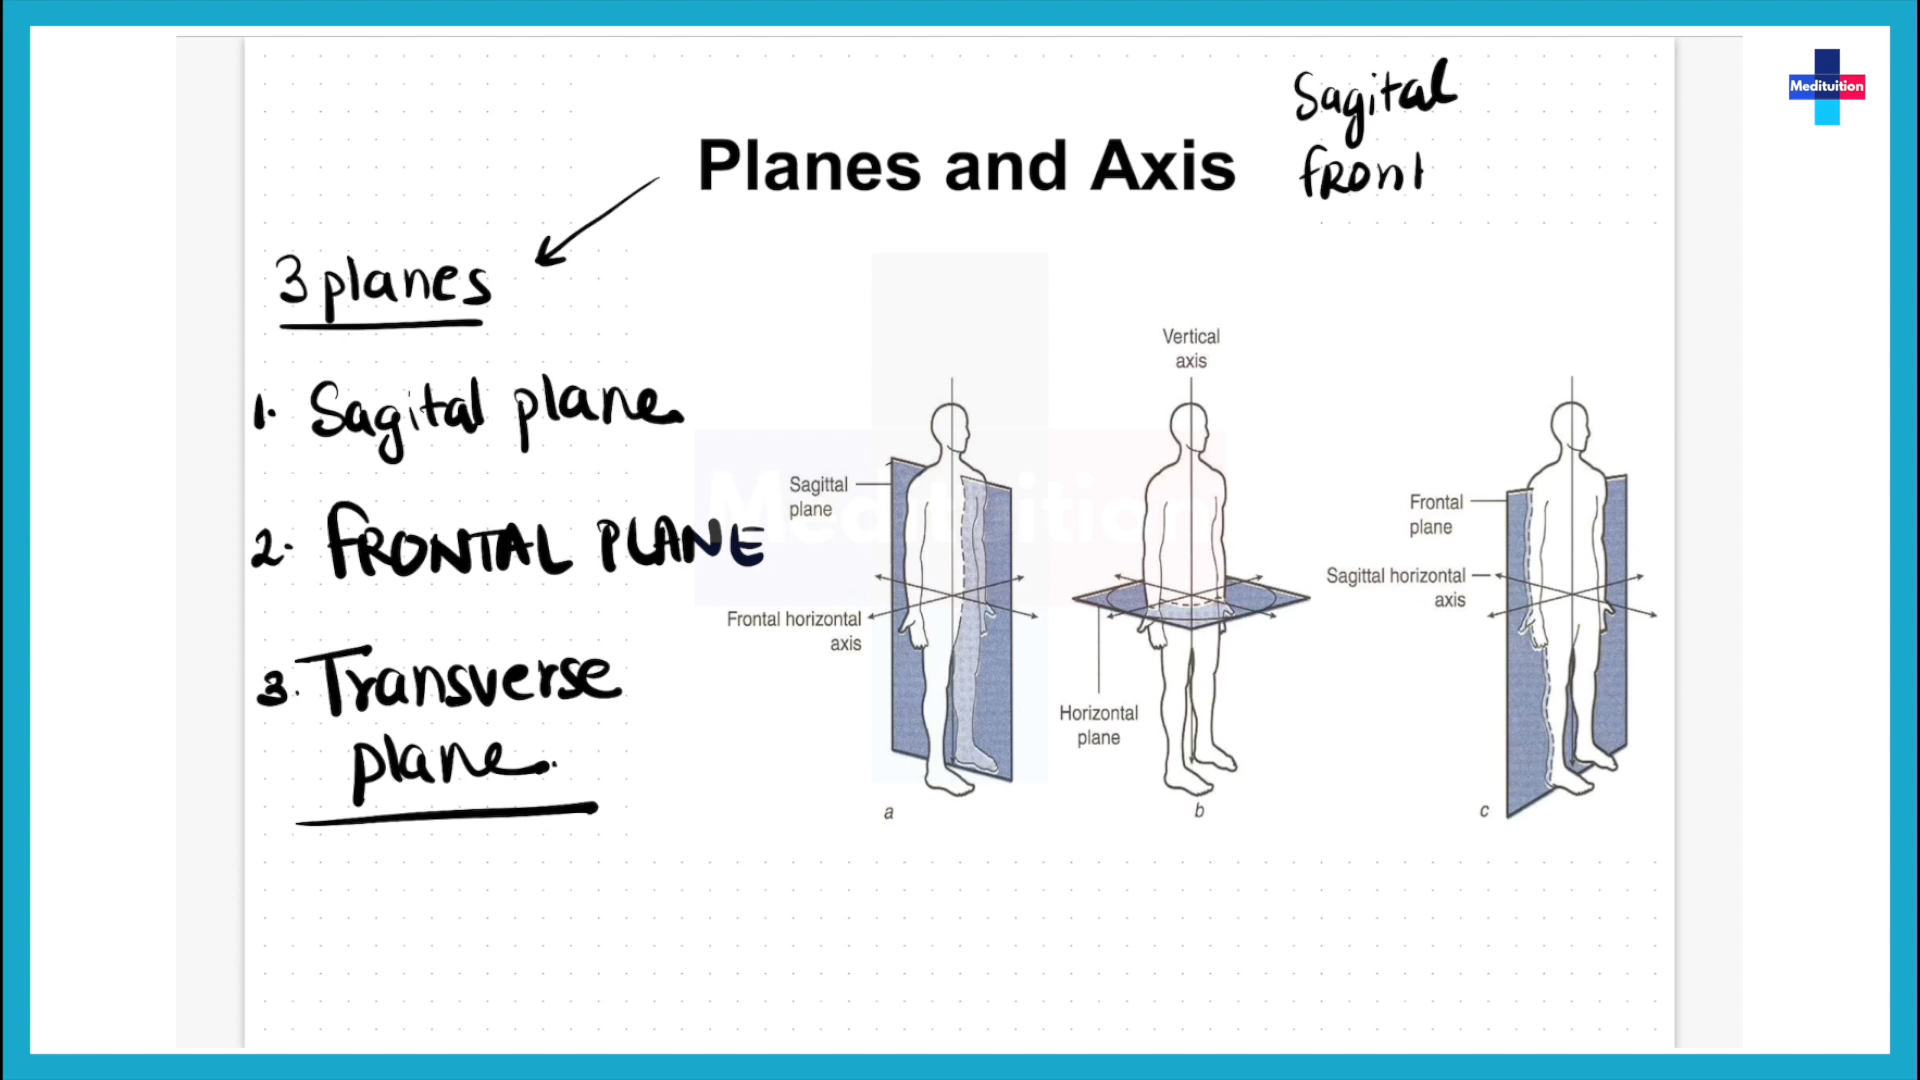 Medituition
Sagital
fRont
Planes and Axis
3 planes
1. Sagital plane
2. fRONTAL PLANE
3. Transverse
plane.
Sagittal
plane
Frontal horizontal
axis
a
Vertical
axis
Horizontal
plane
b
Frontal
plane
Sagittal horizontal
axis
c
Medituition